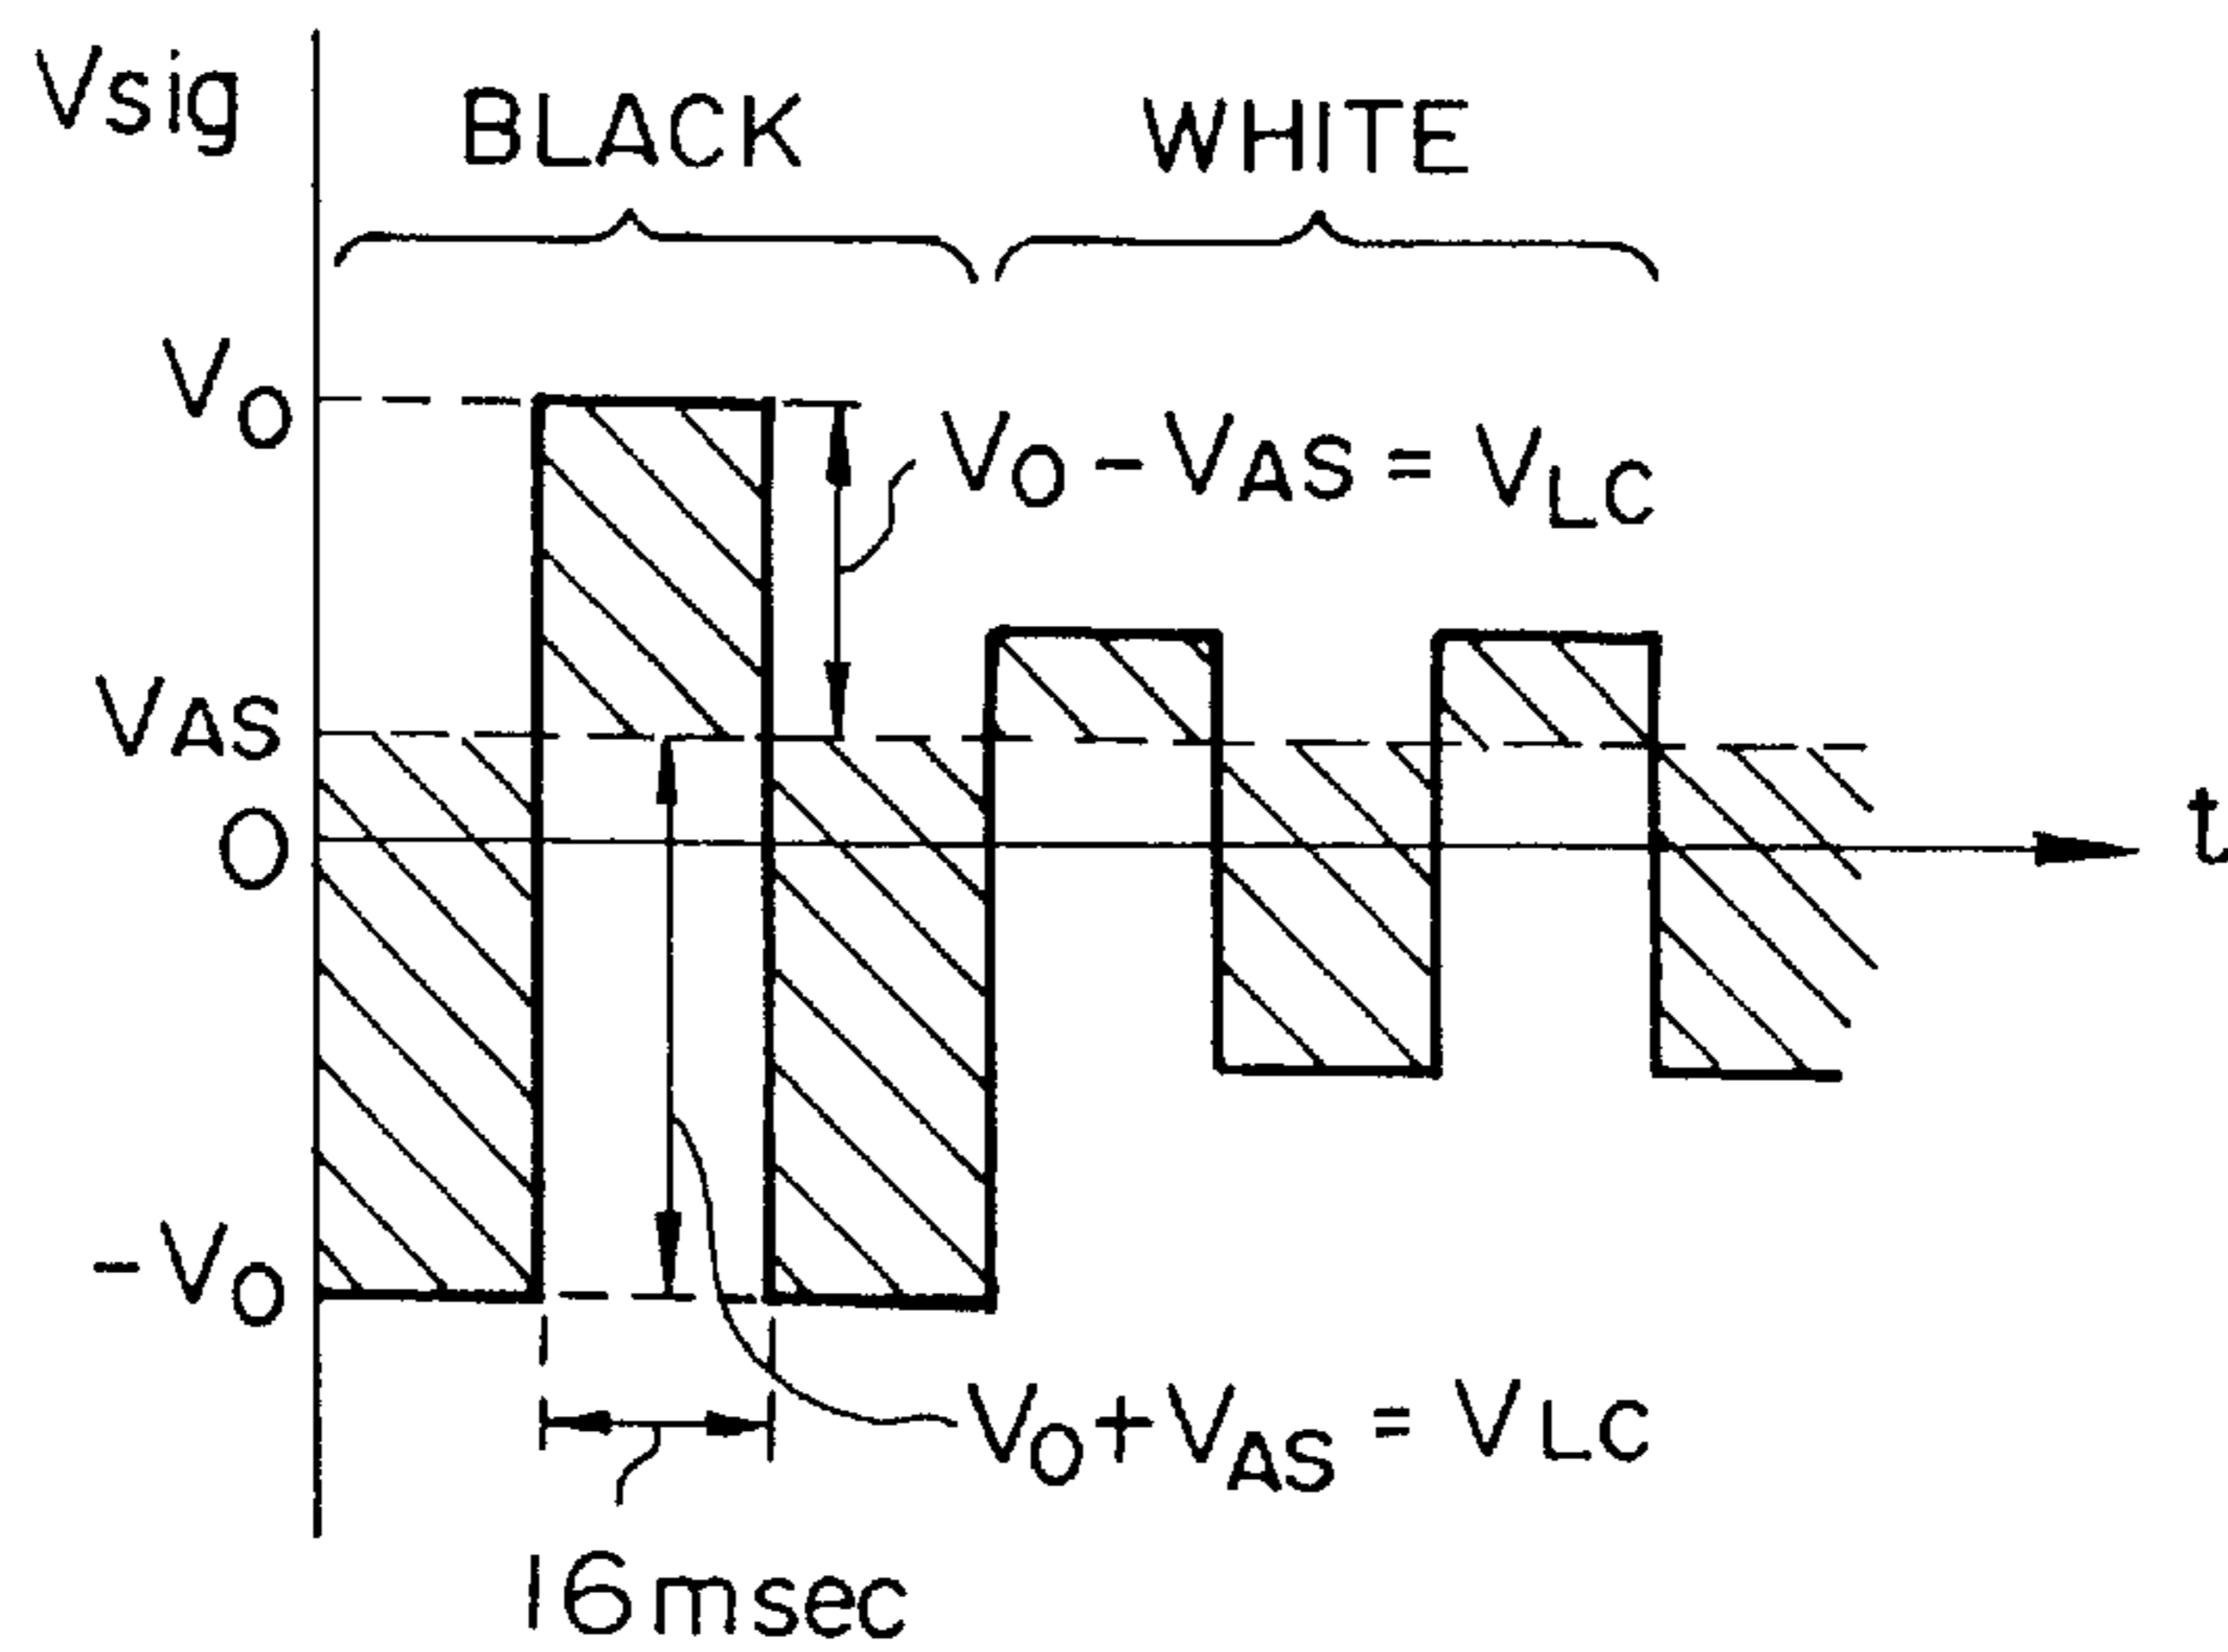 Vsig
BLACK
WHITE
VO
VO - VAS = VLC
VAS
O
t
-VO
VO + VAS = VLC
16msec